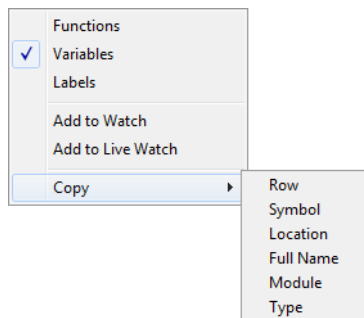 Functions
Variables
Labels
Add to Watch
Add to Live Watch
Copy
Row
Symbol
Location
Full Name
Module
Type